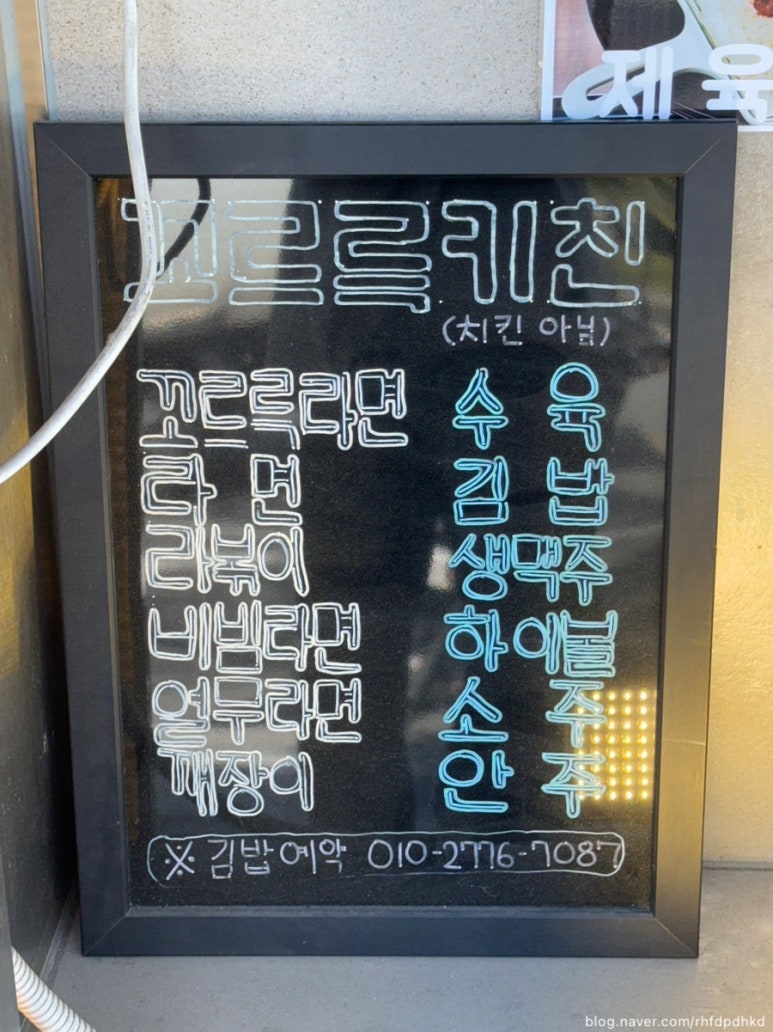 제육
꼬르륵키친
(치킨 아님)
꼬르륵라면
라면
라볶이
비빔라면
열무라면
깨장이
수육
김밥
생맥주
하이볼
소주
안주
※ 김밥예약 010-2776-7087
blog.naver.com/rhfdpdhkd